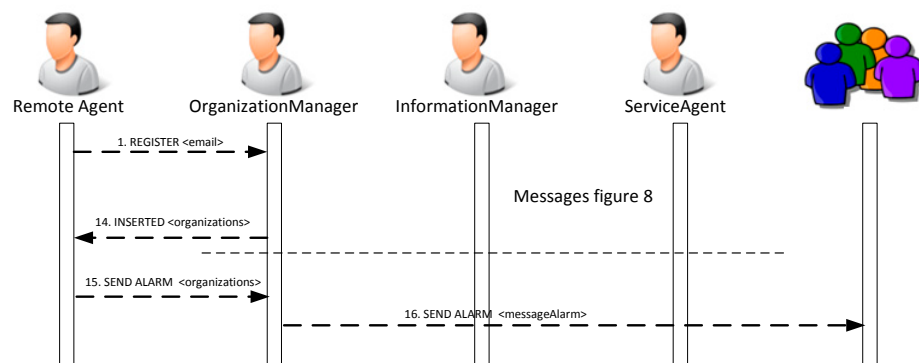 Remote Agent
OrganizationManager
InformationManager
ServiceAgent
1. REGISTER <email>
Messages figure 8
14. INSERTED <organizations>
15. SEND ALARM <organizations>
16. SEND ALARM <messageAlarm>